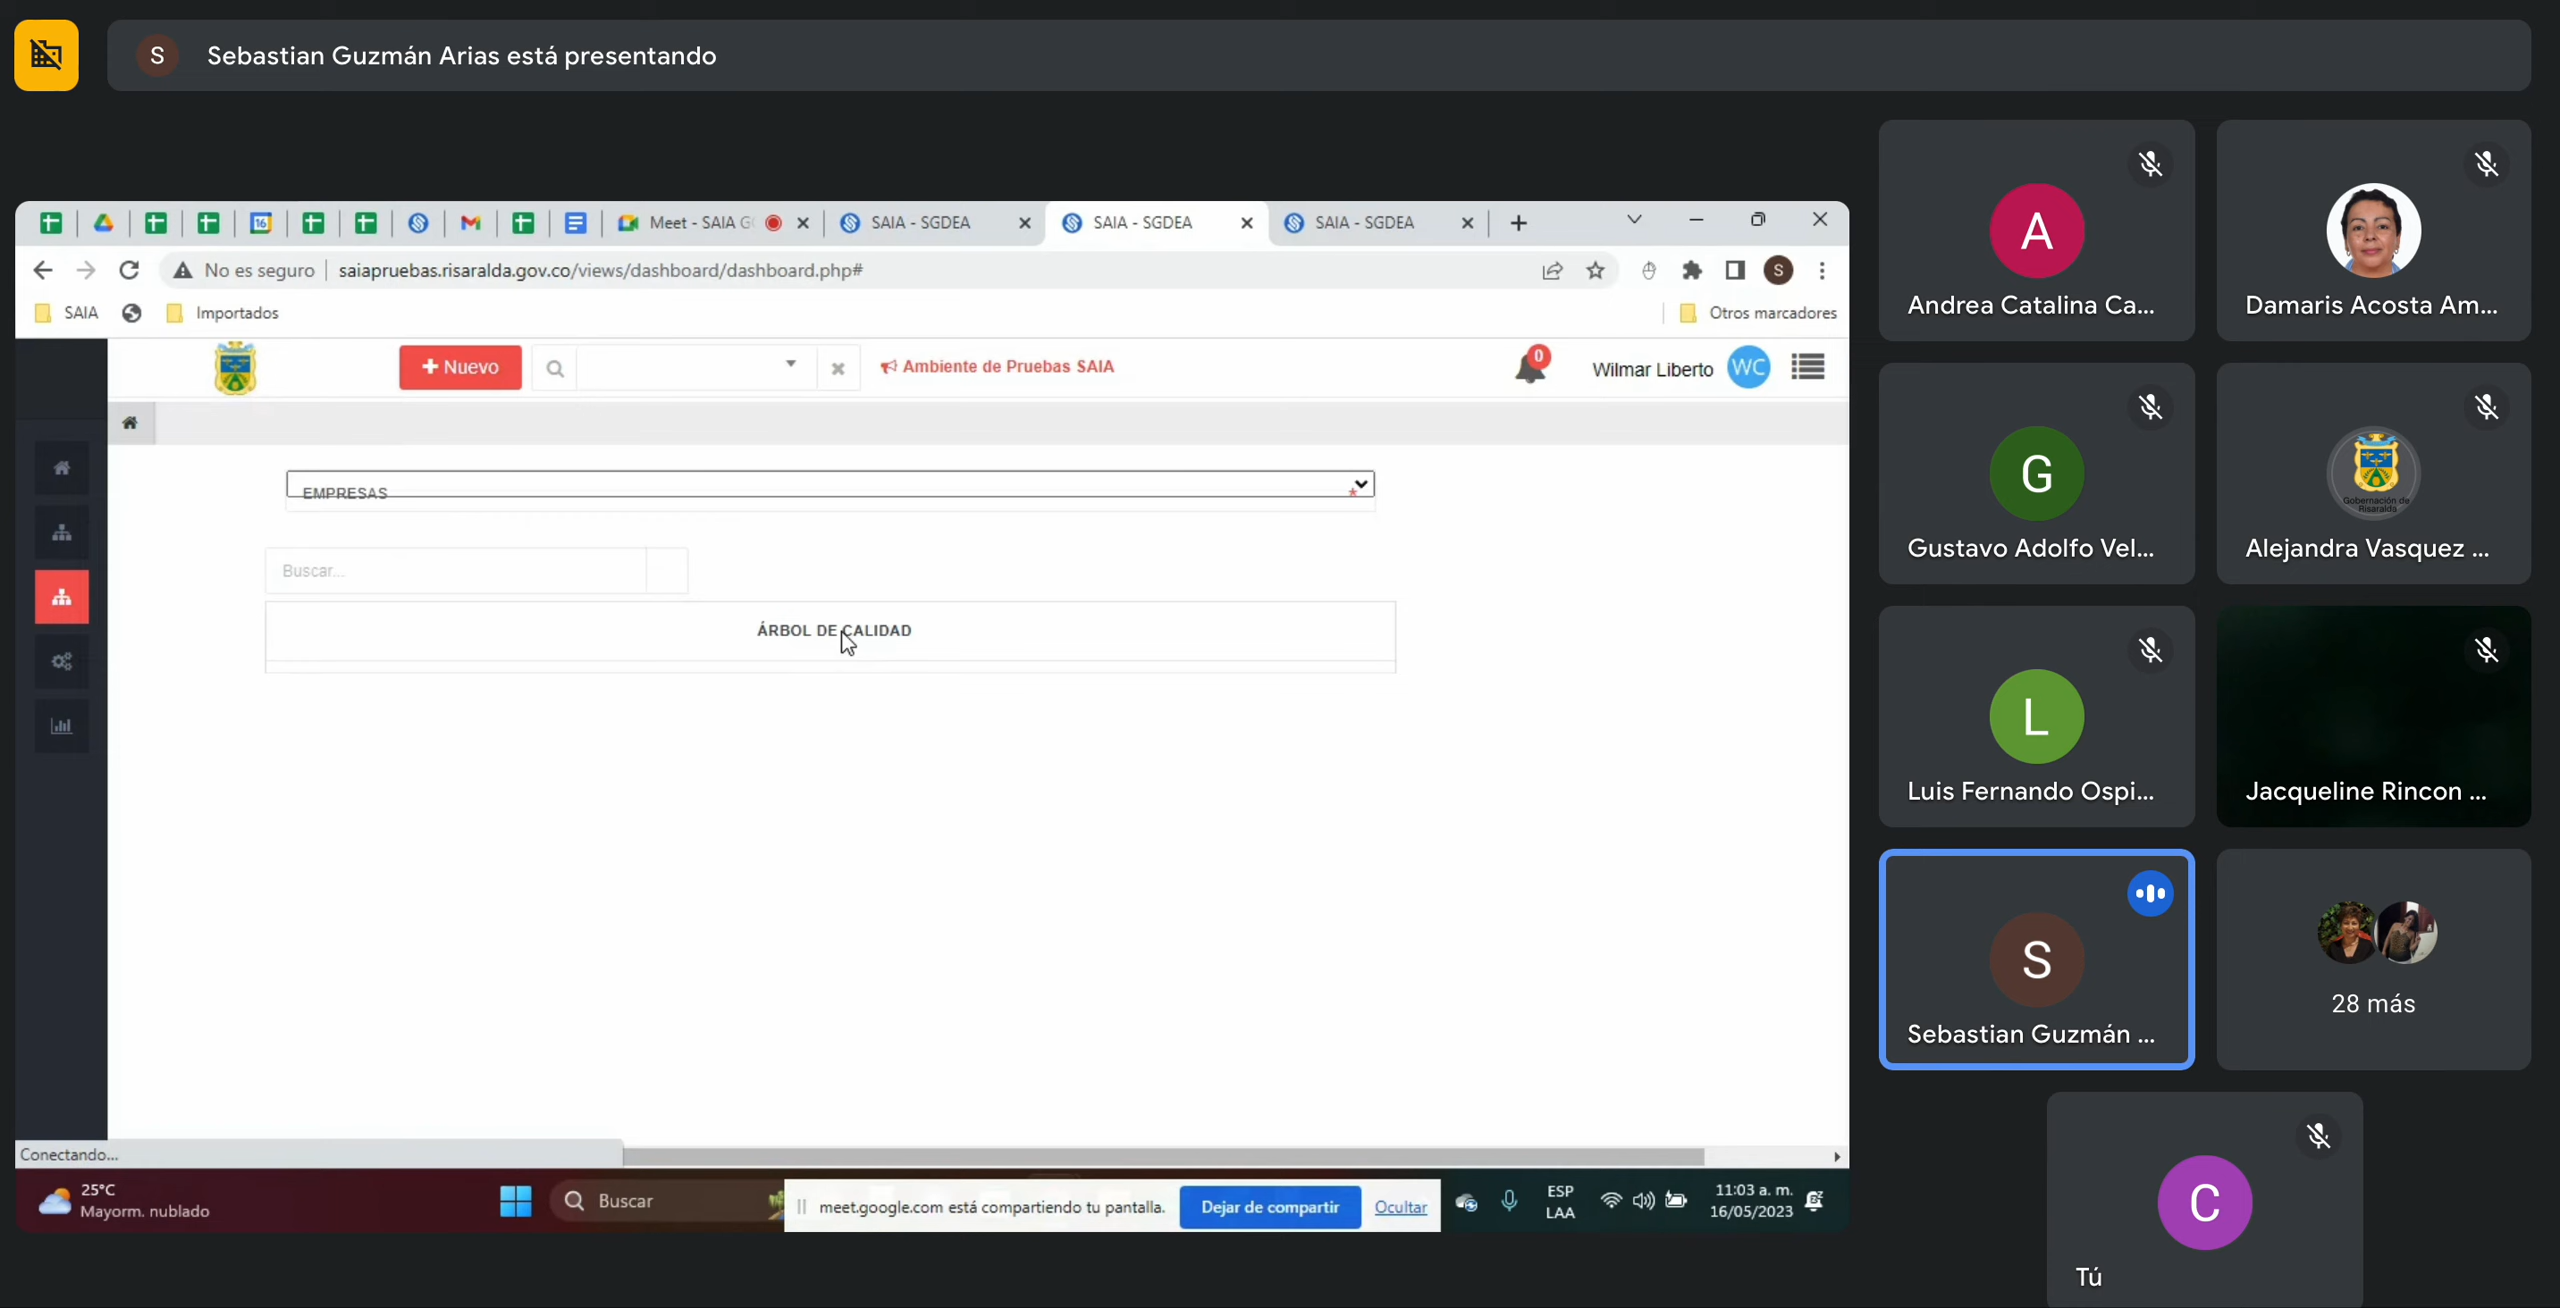 S Sebastian Guzmán Arias está presentando
Meet - SAIA G
SAIA - SGDEA
SAIA - SGDEA
SAIA - SGDEA
No es seguro
saiapruebas.risaralda.gov.co/views/dashboard/dashboard.php#
S
SAIA
Importados
Otros marcadores
+ Nuevo
Ambiente de Pruebas SAIA
0
Wilmar Liberto
WC
EMPRESAS
*
Buscar...
ÁRBOL DE CALIDAD
Conectando...
25°C
Mayorm. nublado
Buscar
meet.google.com está compartiendo tu pantalla.
Dejar de compartir
Ocultar
ESP
LAA
11:03 a. m.
16/05/2023
A
Andrea Catalina Ca...
Damaris Acosta Am...
G
Gustavo Adolfo Vel...
Gobernación de
Risaralda
Alejandra Vasquez ...
L
Luis Fernando Ospi...
Jacqueline Rincon ...
S
Sebastian Guzmán ...
28 más
C
Tú